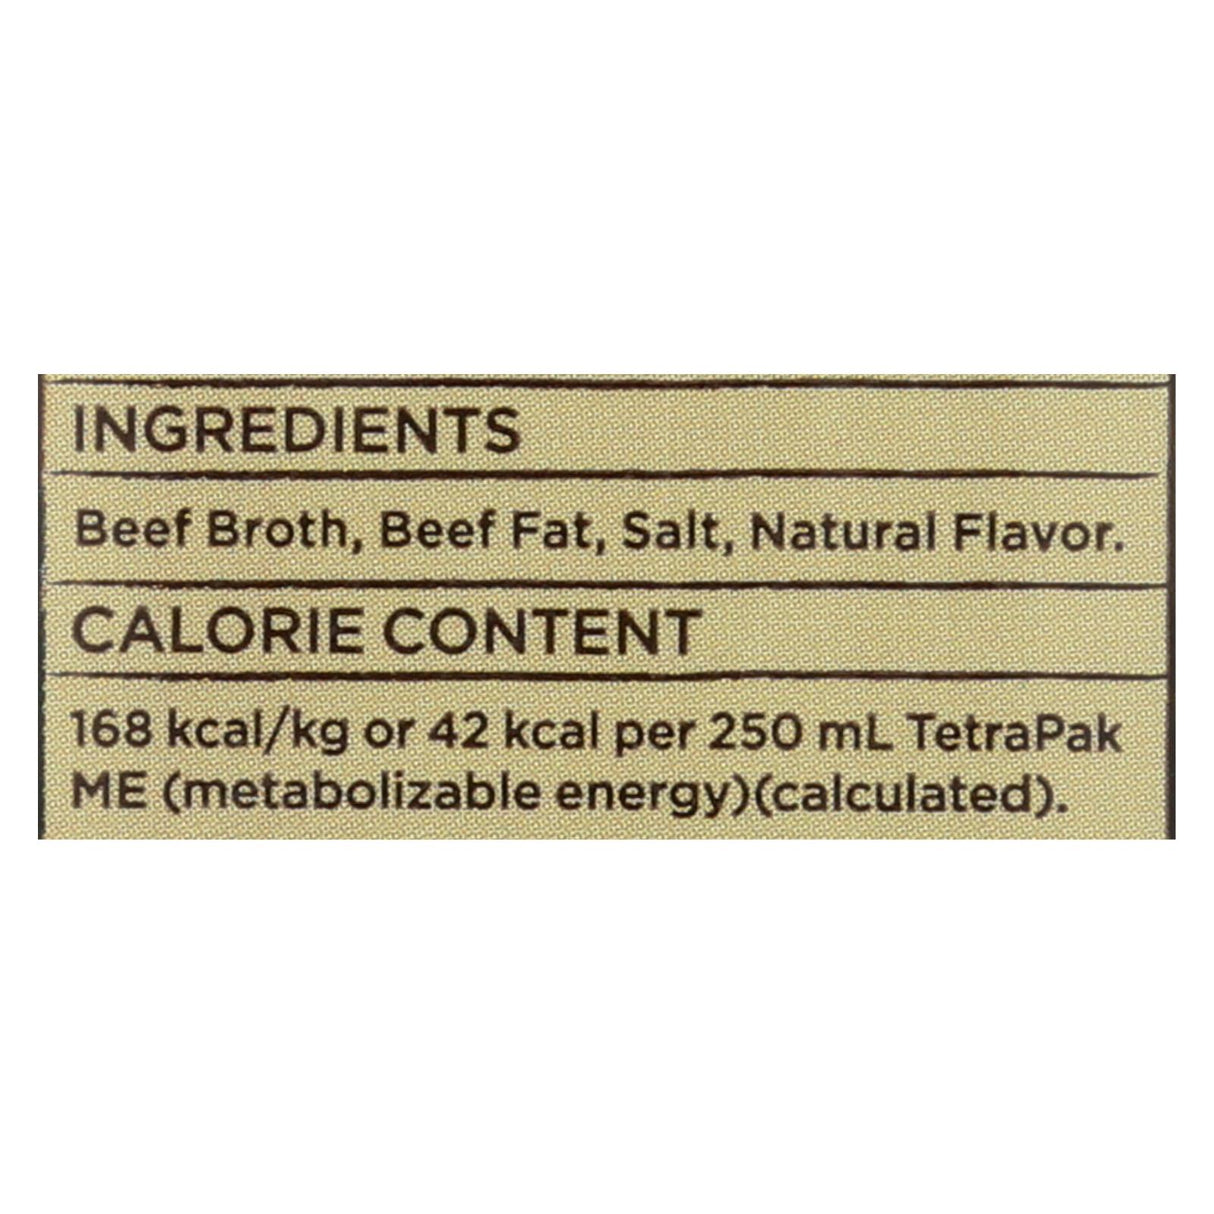 INGREDIENTS
Beef Broth, Beef Fat, Salt, Natural Flavor.
CALORIE CONTENT
168 kcal/kg or 42 kcal per 250 mL TetraPak
ME (metabolizable energy)(calculated).